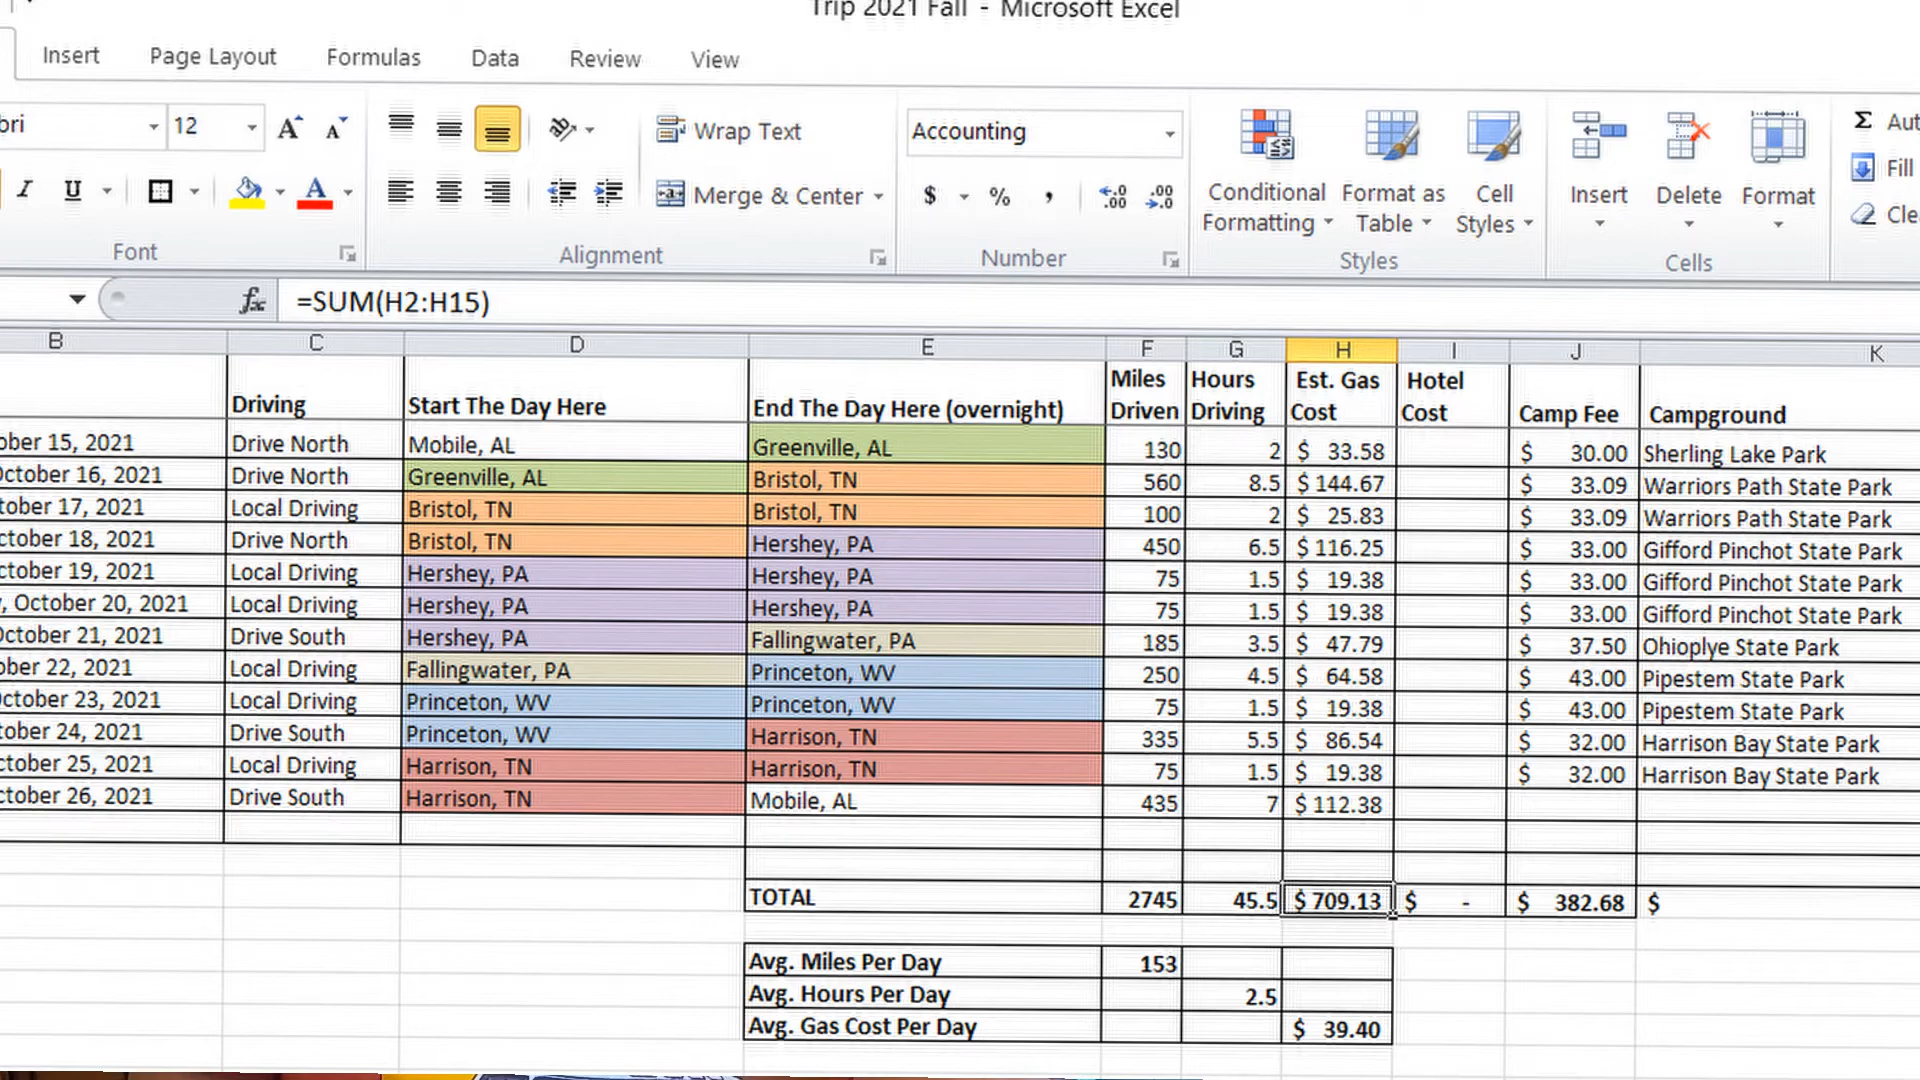 Trip 2021 Fall - Microsoft Excel
Insert Page Layout Formulas Data Review View
12 A A Wrap Text Accounting
I U A Merge & Center $ % , .00 .0 Conditional Formatting Format as Table Cell Styles Insert Delete Format Σ Fill
Font Alignment Number Styles Cells
fx =SUM(H2:H15)
B C D E F G H I J K
Driving Start The Day Here End The Day Here (overnight) Miles Driven Hours Driving Est. Gas Cost Hotel Cost Camp Fee Campground
15, 2021 Drive North Mobile, AL Greenville, AL 130 2 $ 33.58 $ 30.00 Sherling Lake Park
October 16, 2021 Drive North Greenville, AL Bristol, TN 560 8.5 $ 144.67 $ 33.09 Warriors Path State Park
17, 2021 Local Driving Bristol, TN Bristol, TN 100 2 $ 25.83 $ 33.09 Warriors Path State Park
18, 2021 Drive North Bristol, TN Hershey, PA 450 6.5 $ 116.25 $ 33.00 Gifford Pinchot State Park
19, 2021 Local Driving Hershey, PA Hershey, PA 75 1.5 $ 19.38 $ 33.00 Gifford Pinchot State Park
, October 20, 2021 Local Driving Hershey, PA Hershey, PA 75 1.5 $ 19.38 $ 33.00 Gifford Pinchot State Park
October 21, 2021 Drive South Hershey, PA Fallingwater, PA 185 3.5 $ 47.79 $ 37.50 Ohioplye State Park
22, 2021 Local Driving Fallingwater, PA Princeton, WV 250 4.5 $ 64.58 $ 43.00 Pipestem State Park
October 23, 2021 Local Driving Princeton, WV Princeton, WV 75 1.5 $ 19.38 $ 43.00 Pipestem State Park
24, 2021 Drive South Princeton, WV Harrison, TN 335 5.5 $ 86.54 $ 32.00 Harrison Bay State Park
25, 2021 Local Driving Harrison, TN Harrison, TN 75 1.5 $ 19.38 $ 32.00 Harrison Bay State Park
26, 2021 Drive South Harrison, TN Mobile, AL 435 7 $ 112.38
TOTAL 2745 45.5 $ 709.13 $ - $ 382.68 $
Avg. Miles Per Day 153
Avg. Hours Per Day 2.5
Avg. Gas Cost Per Day $ 39.40